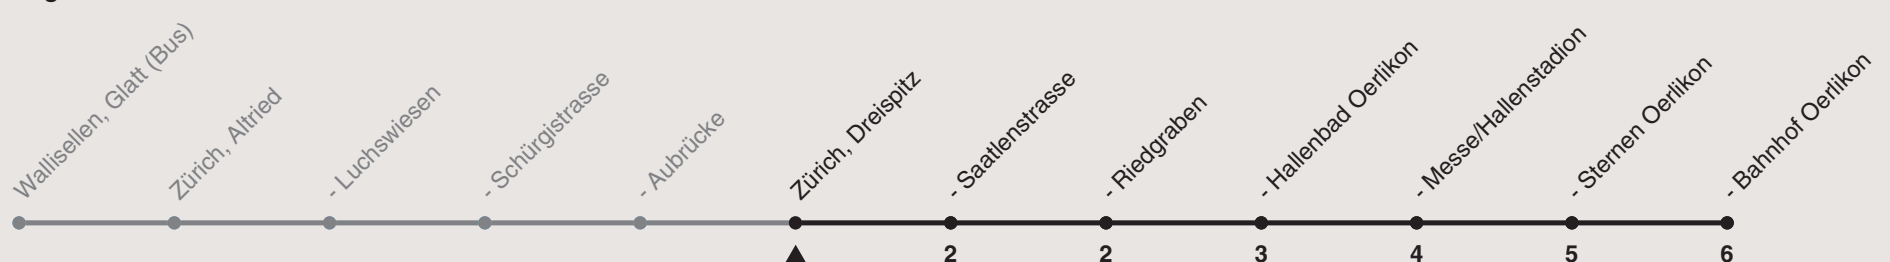 Wallisellen, Glatt (Bus)
Zürich, Altried
- Luchswiesen
- Schürgistrasse
- Aubrücke
Zürich, Dreispitz
- Saatlenstrasse
- Riedgraben
- Hallenbad Oerlikon
- Messe/Hallenstadion
- Sternen Oerlikon
- Bahnhof Oerlikon
2 2 3 4 5 6